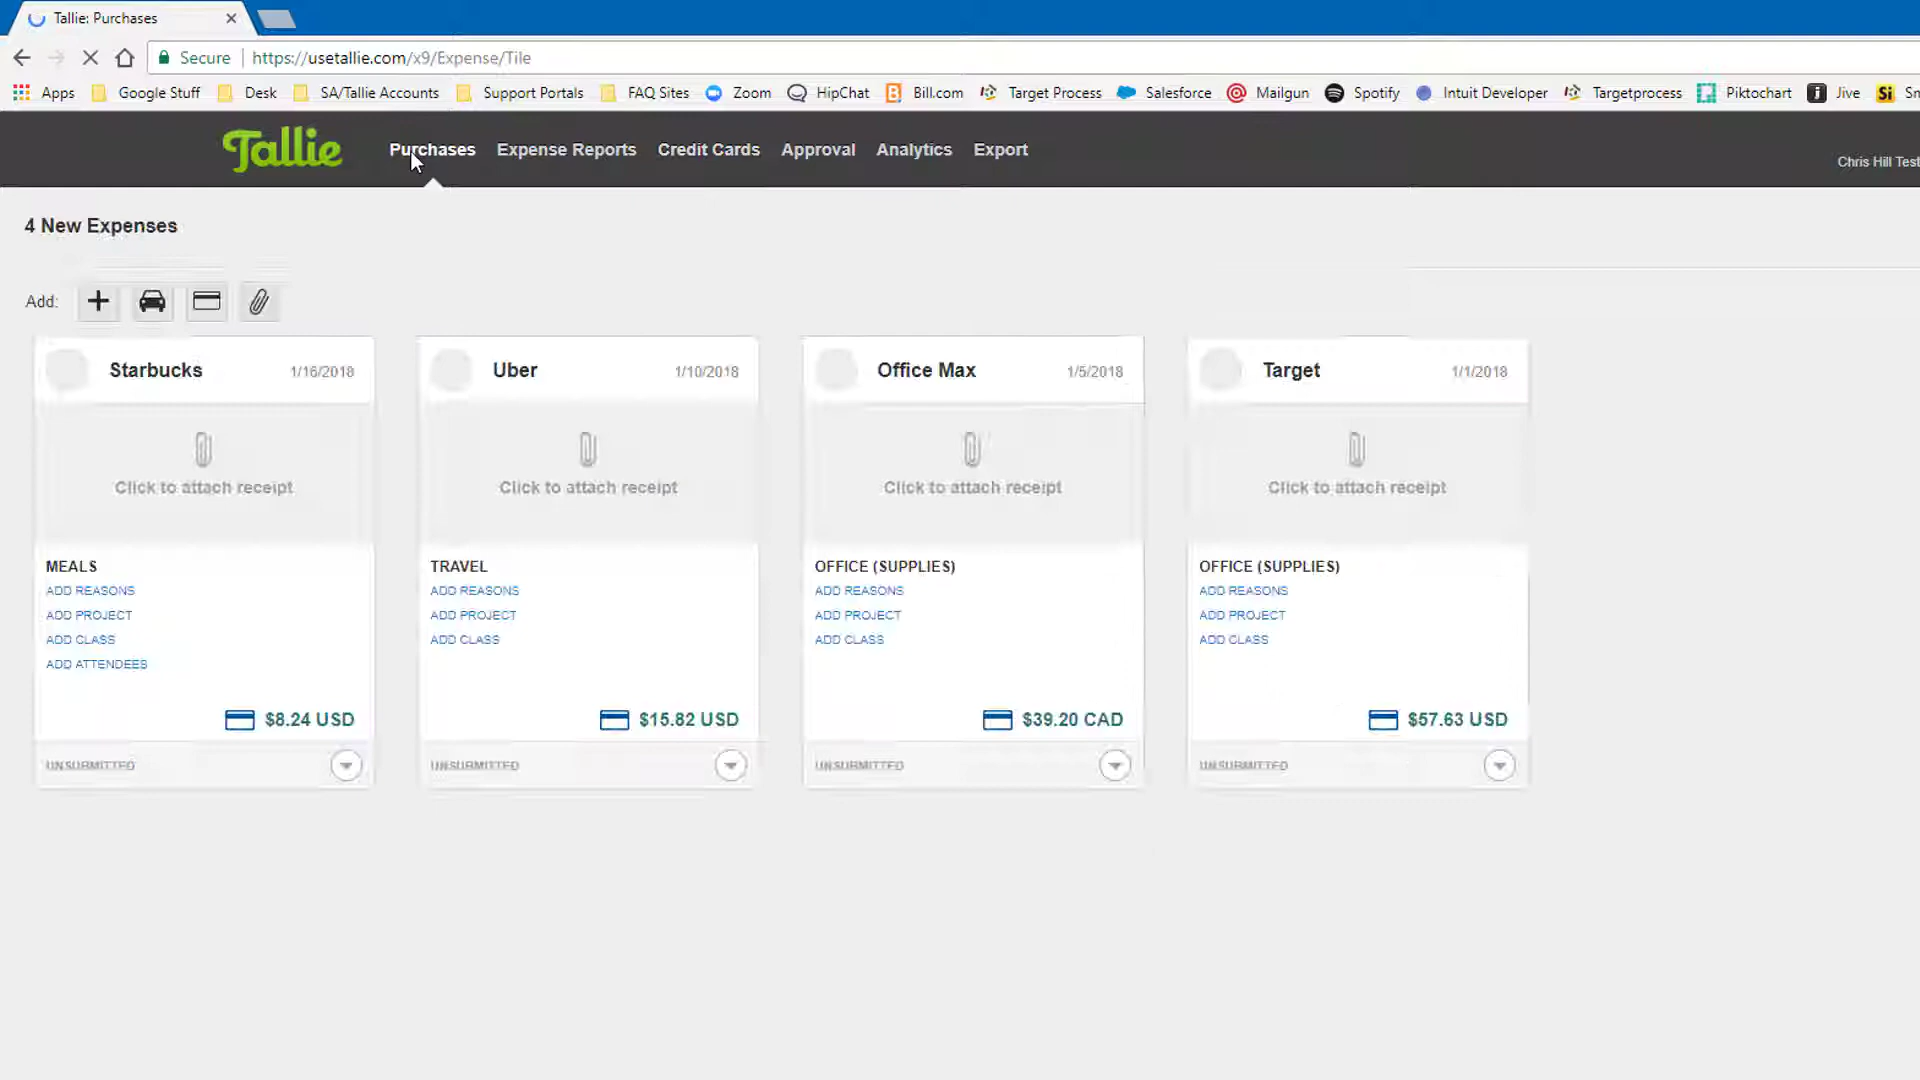 Tallie: Purchases
Secure https://usetallie.com/x9/Expense/Tile
Apps Google Stuff Desk SA/Tallie Accounts Support Portals FAQ Sites Zoom HipChat Bill.com Target Process Salesforce Mailgun Spotify Intuit Developer Targetprocess Piktochart Jive Sn
Tallie Purchases Expense Reports Credit Cards Approval Analytics Export Chris Hill Test
4 New Expenses
Add:
Starbucks 1/16/2018
Click to attach receipt
MEALS
ADD REASONS
ADD PROJECT
ADD CLASS
ADD ATTENDEES
$8.24 USD
UNSUBMITTED
Uber 1/10/2018
Click to attach receipt
TRAVEL
ADD REASONS
ADD PROJECT
ADD CLASS
$15.82 USD
UNSUBMITTED
Office Max 1/5/2018
Click to attach receipt
OFFICE (SUPPLIES)
ADD REASONS
ADD PROJECT
ADD CLASS
$39.20 CAD
UNSUBMITTED
Target 1/1/2018
Click to attach receipt
OFFICE (SUPPLIES)
ADD REASONS
ADD PROJECT
ADD CLASS
$57.63 USD
UNSUBMITTED